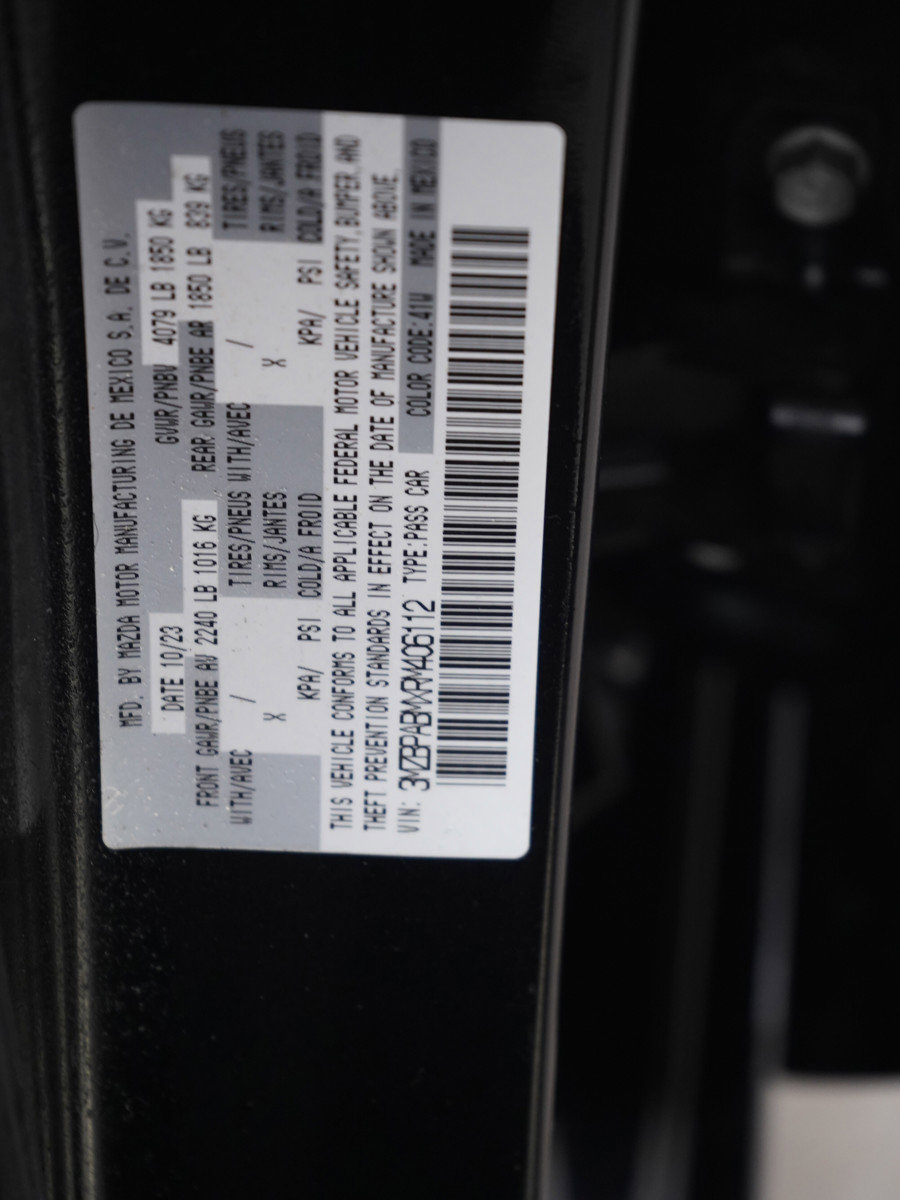 MFD. BY MAZDA MOTOR MANUFACTURING DE MEXICO S.A. DE C.V.
DATE 10/23 GVWR/PNBV 4079 LB 1850 KG
FRONT GAWR/PNBE AV 2240 LB 1016 KG REAR GAWR/PNBE AR 1850 LB 839 KG
WITH/AVEC / TIRES/PNEUS WITH/AVEC / TIRES/PNEUS
X RIMS/JANTES X RIMS/JANTES
KPA/ PSI COLD/A FROID KPA/ PSI COLD/A FROID
THIS VEHICLE CONFORMS TO ALL APPLICABLE FEDERAL MOTOR VEHICLE SAFETY,BUMPER,AND
THEFT PREVENTION STANDARDS IN EFFECT ON THE DATE OF MANUFACTURE SHOWN ABOVE.
VIN: 3MZBPABMXRM406112 TYPE:PASS CAR COLOR CODE:41W MADE IN MEXICO